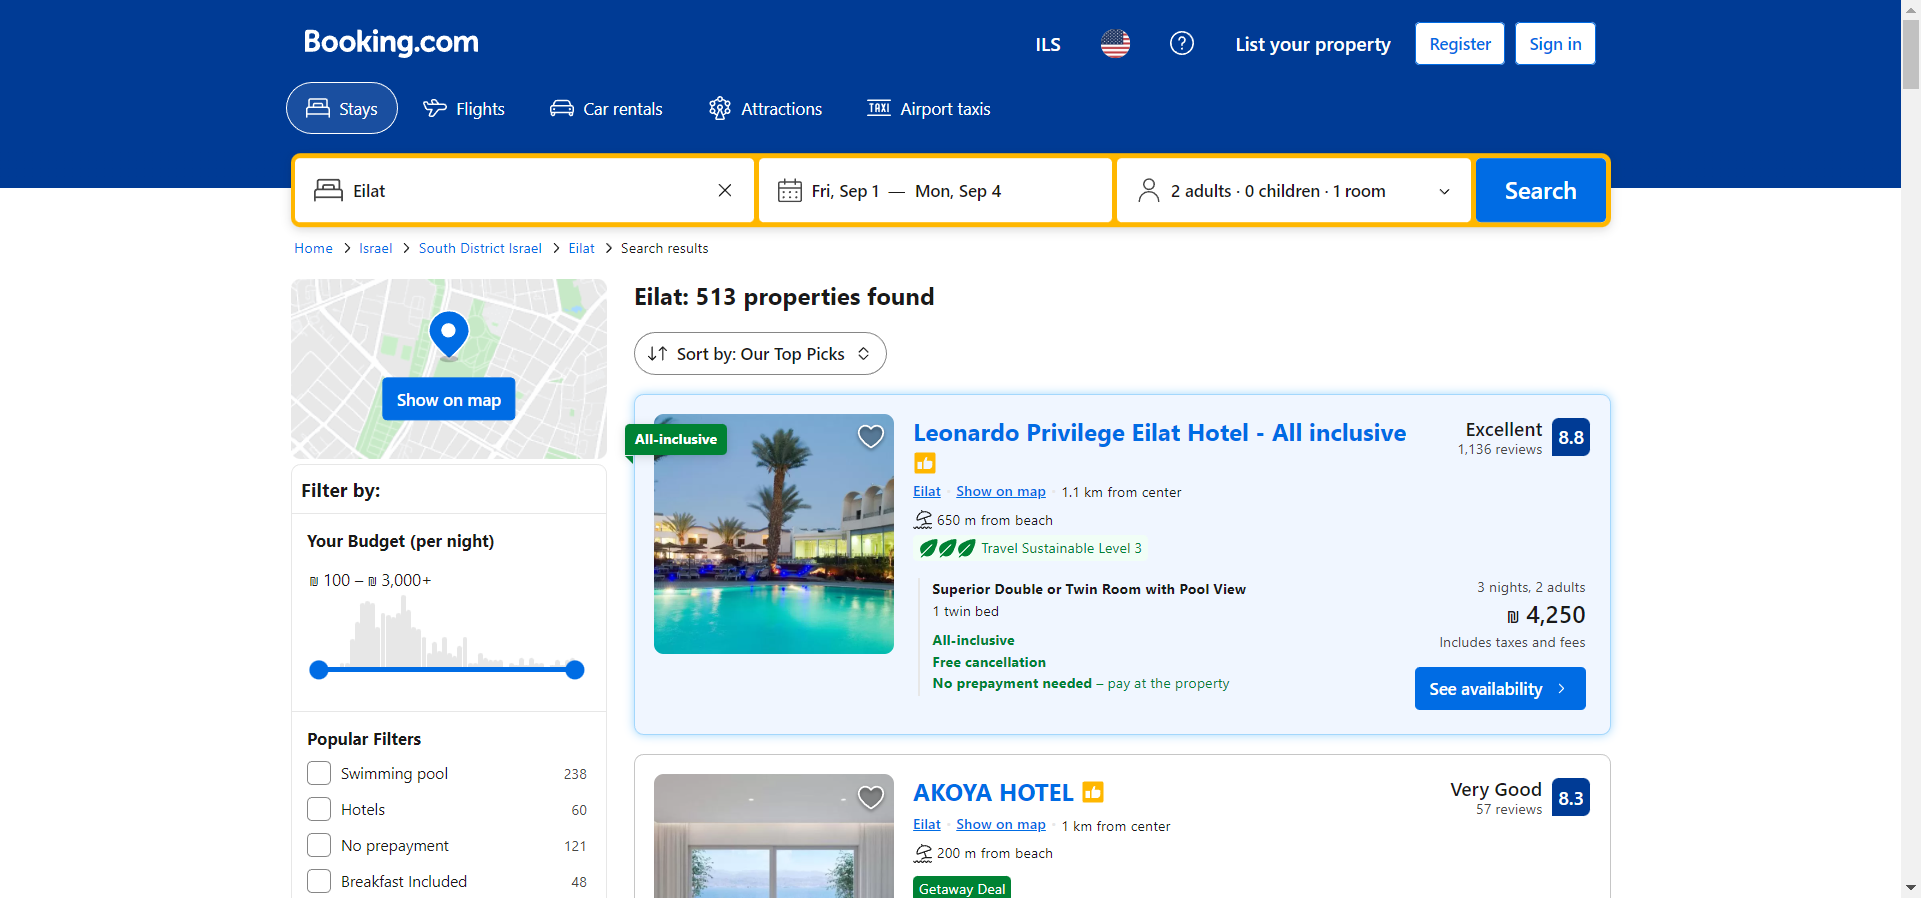 Booking.com
ILS
List your property
Register
Sign in
Stays
Flights
Car rentals
TAXI
Airport taxis
Attractions
Eilat
Fri, Sep 1 — Mon, Sep 4
2 adults · 0 children · 1 room
Search
Home > Israel > South District Israel > Eilat > Search results
Show on map
Filter by:
Your Budget (per night)
₪ 100 – ₪ 3,000+
Popular Filters
Swimming pool 238
Hotels 60
No prepayment 121
Breakfast Included 48
Eilat: 513 properties found
Sort by: Our Top Picks
All-inclusive
Leonardo Privilege Eilat Hotel - All inclusive
Excellent
1,136 reviews
8.8
Eilat · Show on map · 1.1 km from center
650 m from beach
Travel Sustainable Level 3
Superior Double or Twin Room with Pool View
1 twin bed
All-inclusive
Free cancellation
No prepayment needed – pay at the property
3 nights, 2 adults
₪ 4,250
Includes taxes and fees
See availability
AKOYA HOTEL
Very Good
57 reviews
8.3
Eilat · Show on map · 1 km from center
200 m from beach
Getaway Deal